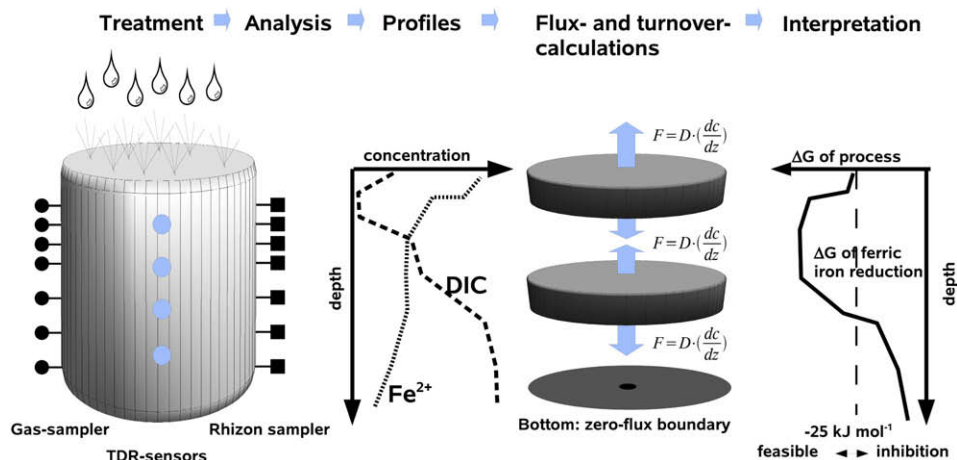 Treatment Analysis Profiles Flux- and turnover- Interpretation
calculations
concentration
depth
DIC
Fe²⁺
F=D·(dc/dz)
F=D·(dc/dz)
F=D·(dc/dz)
ΔG of process
ΔG of ferric
iron reduction
depth
Gas-sampler
Rhizon sampler
TDR-sensors
Bottom: zero-flux boundary
-25 kJ mol⁻¹
feasible inhibition